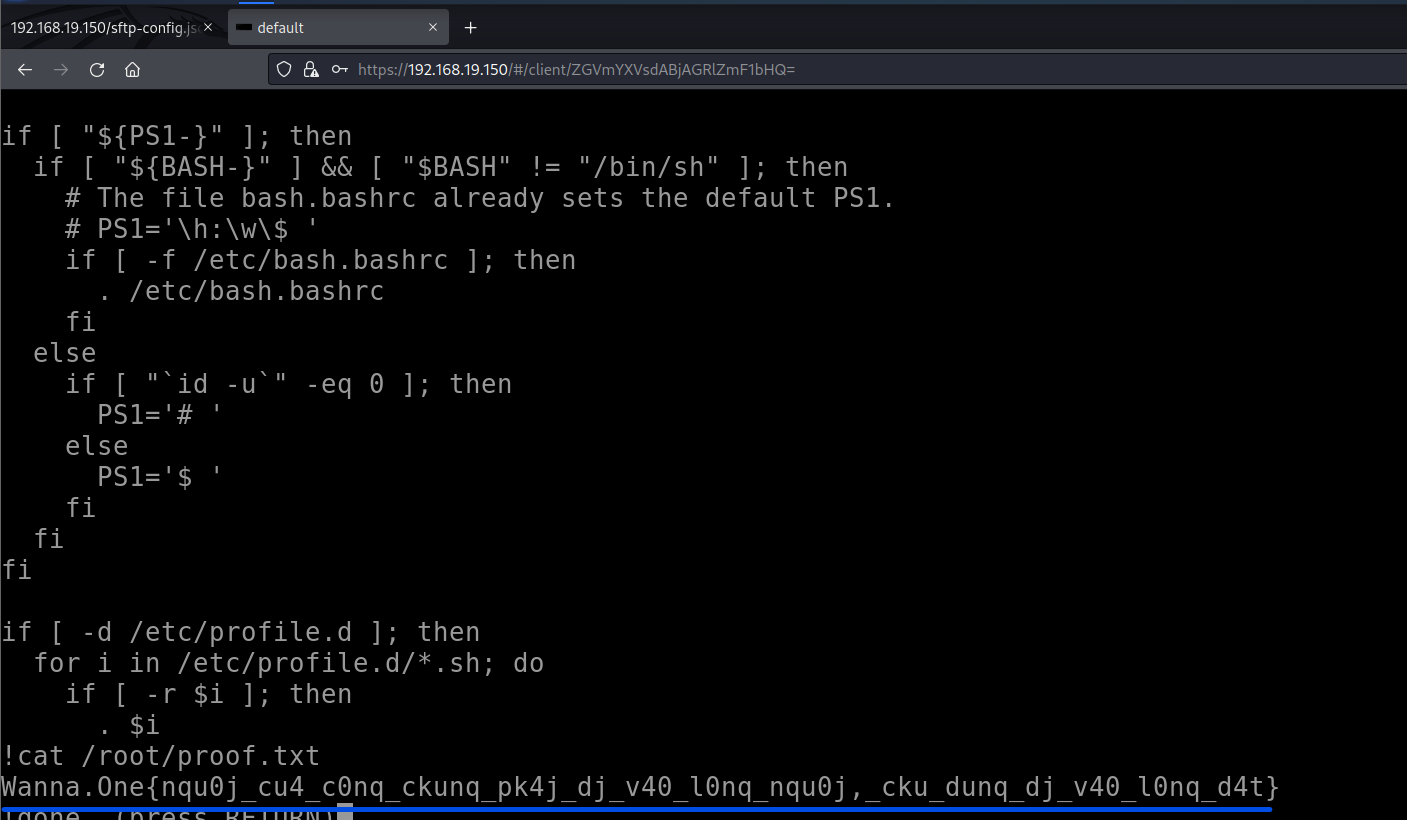 192.168.19.150/sftp-config.js
default
https://192.168.19.150/#/client/ZGVmYXVsdABjAGRlZmF1bHQ=
if [ "${PS1-}" ]; then
  if [ "${BASH-}" ] && [ "$BASH" != "/bin/sh" ]; then
    # The file bash.bashrc already sets the default PS1.
    # PS1='\h:\w\$ '
    if [ -f /etc/bash.bashrc ]; then
      . /etc/bash.bashrc
    fi
  else
    if [ "`id -u`" -eq 0 ]; then
      PS1='# '
    else
      PS1='$ '
    fi
  fi
fi
if [ -d /etc/profile.d ]; then
  for i in /etc/profile.d/*.sh; do
    if [ -r $i ]; then
      . $i
!cat /root/proof.txt
Wanna.One{nqu0j_cu4_c0nq_ckunq_pk4j_dj_v40_l0nq_nqu0j,_cku_dunq_dj_v40_l0nq_d4t}
!done  (press RETURN)